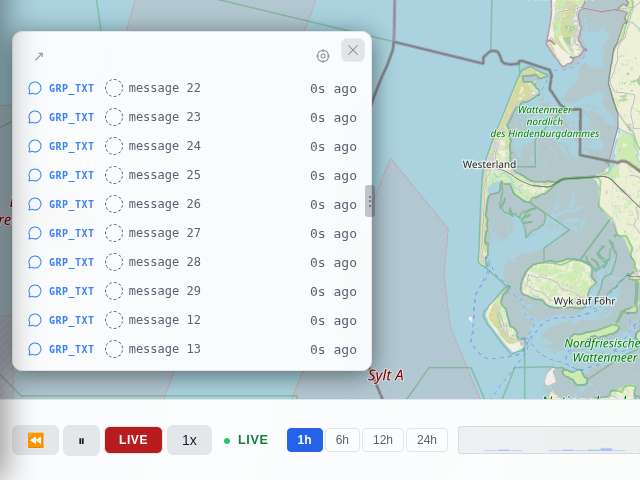 GRP_TXT message 22 0s ago
GRP_TXT message 23 0s ago
GRP_TXT message 24 0s ago
GRP_TXT message 25 0s ago
GRP_TXT message 26 0s ago
GRP_TXT message 27 0s ago
GRP_TXT message 28 0s ago
GRP_TXT message 29 0s ago
GRP_TXT message 12 0s ago
GRP_TXT message 13 0s ago
Wattenmeer
nördlich
des Hindenburgdammes
Westerland
Wyk auf Föhr
Nordfriesische
Wattenmeer
Sylt A
LIVE 1x LIVE 1h 6h 12h 24h